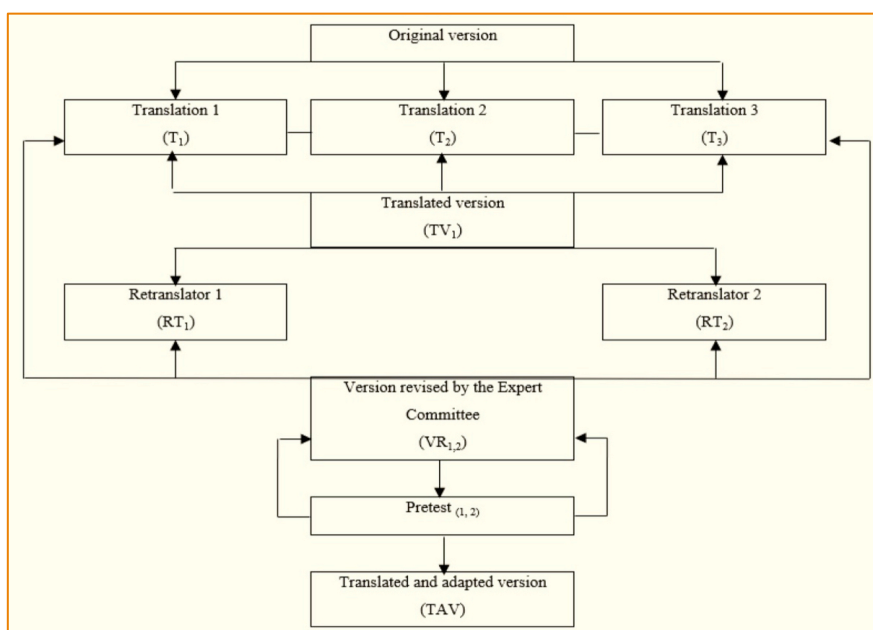 Original version
Translation 1
(T₁)
Translation 2
(T₂)
Translation 3
(T₃)
Translated version
(TV₁)
Retranslator 1
(RT₁)
Retranslator 2
(RT₂)
Version revised by the Expert
Committee
(VR₁,₂)
Pretest ₍₁, ₂₎
Translated and adapted version
(TAV)